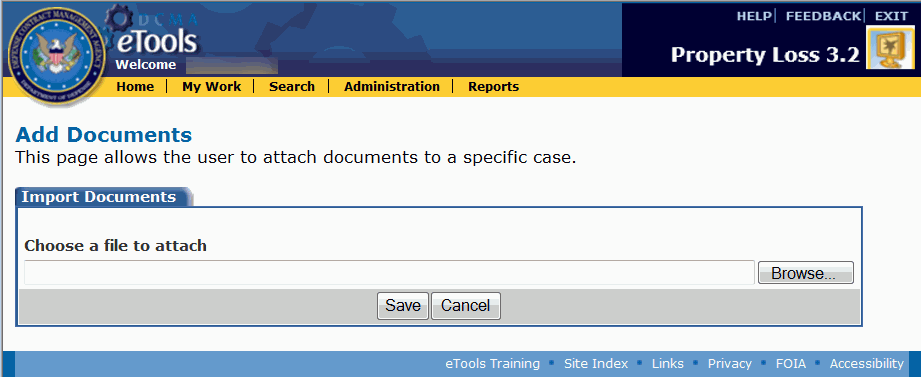 HELP| FEEDBACK| EXIT
DCMA
eTools
Property Loss 3.2
Welcome
Home | My Work | Search | Administration | Reports
DEFENSE CONTRACT MANAGEMENT AGENCY
DEPARTMENT OF DEFENSE
Add Documents
This page allows the user to attach documents to a specific case.
Import Documents
Choose a file to attach
Browse...
Save Cancel
eTools Training ▪ Site Index ▪ Links ▪ Privacy ▪ FOIA ▪ Accessibility